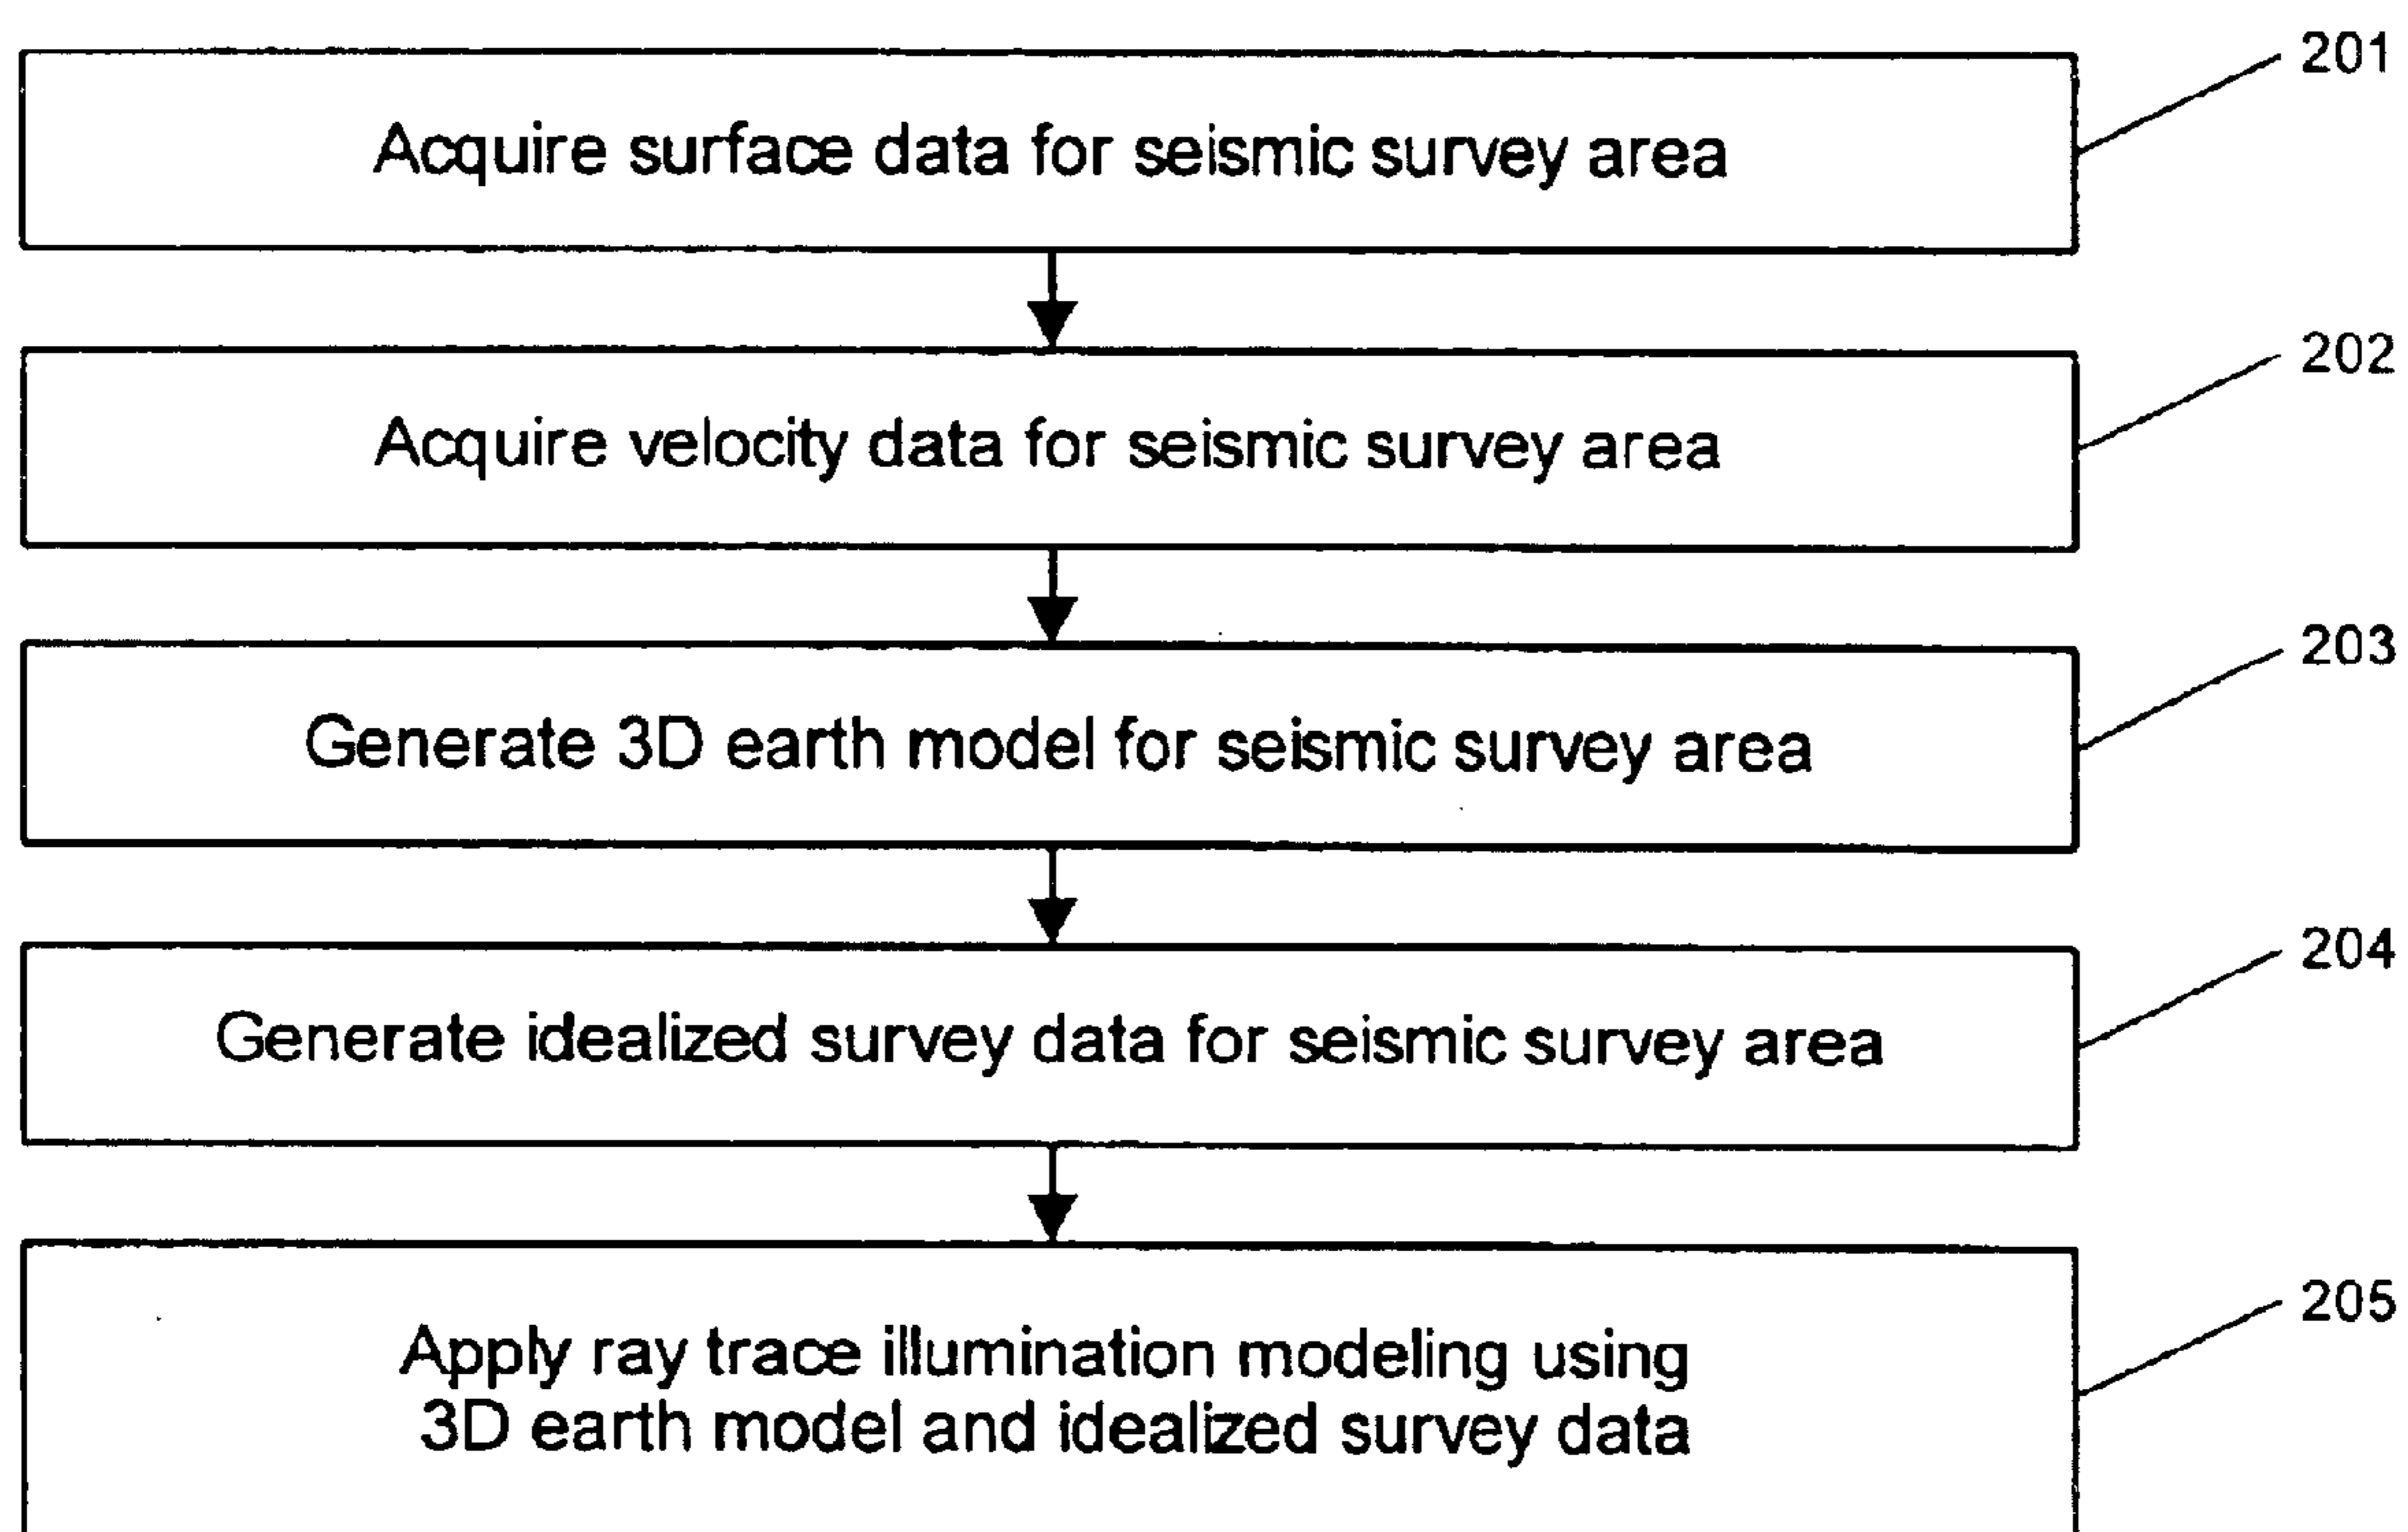 201
Acquire surface data for seismic survey area
202
Acquire velocity data for seismic survey area
203
Generate 3D earth model for seismic survey area
204
Generate idealized survey data for seismic survey area
205
Apply ray trace illumination modeling using
3D earth model and idealized survey data